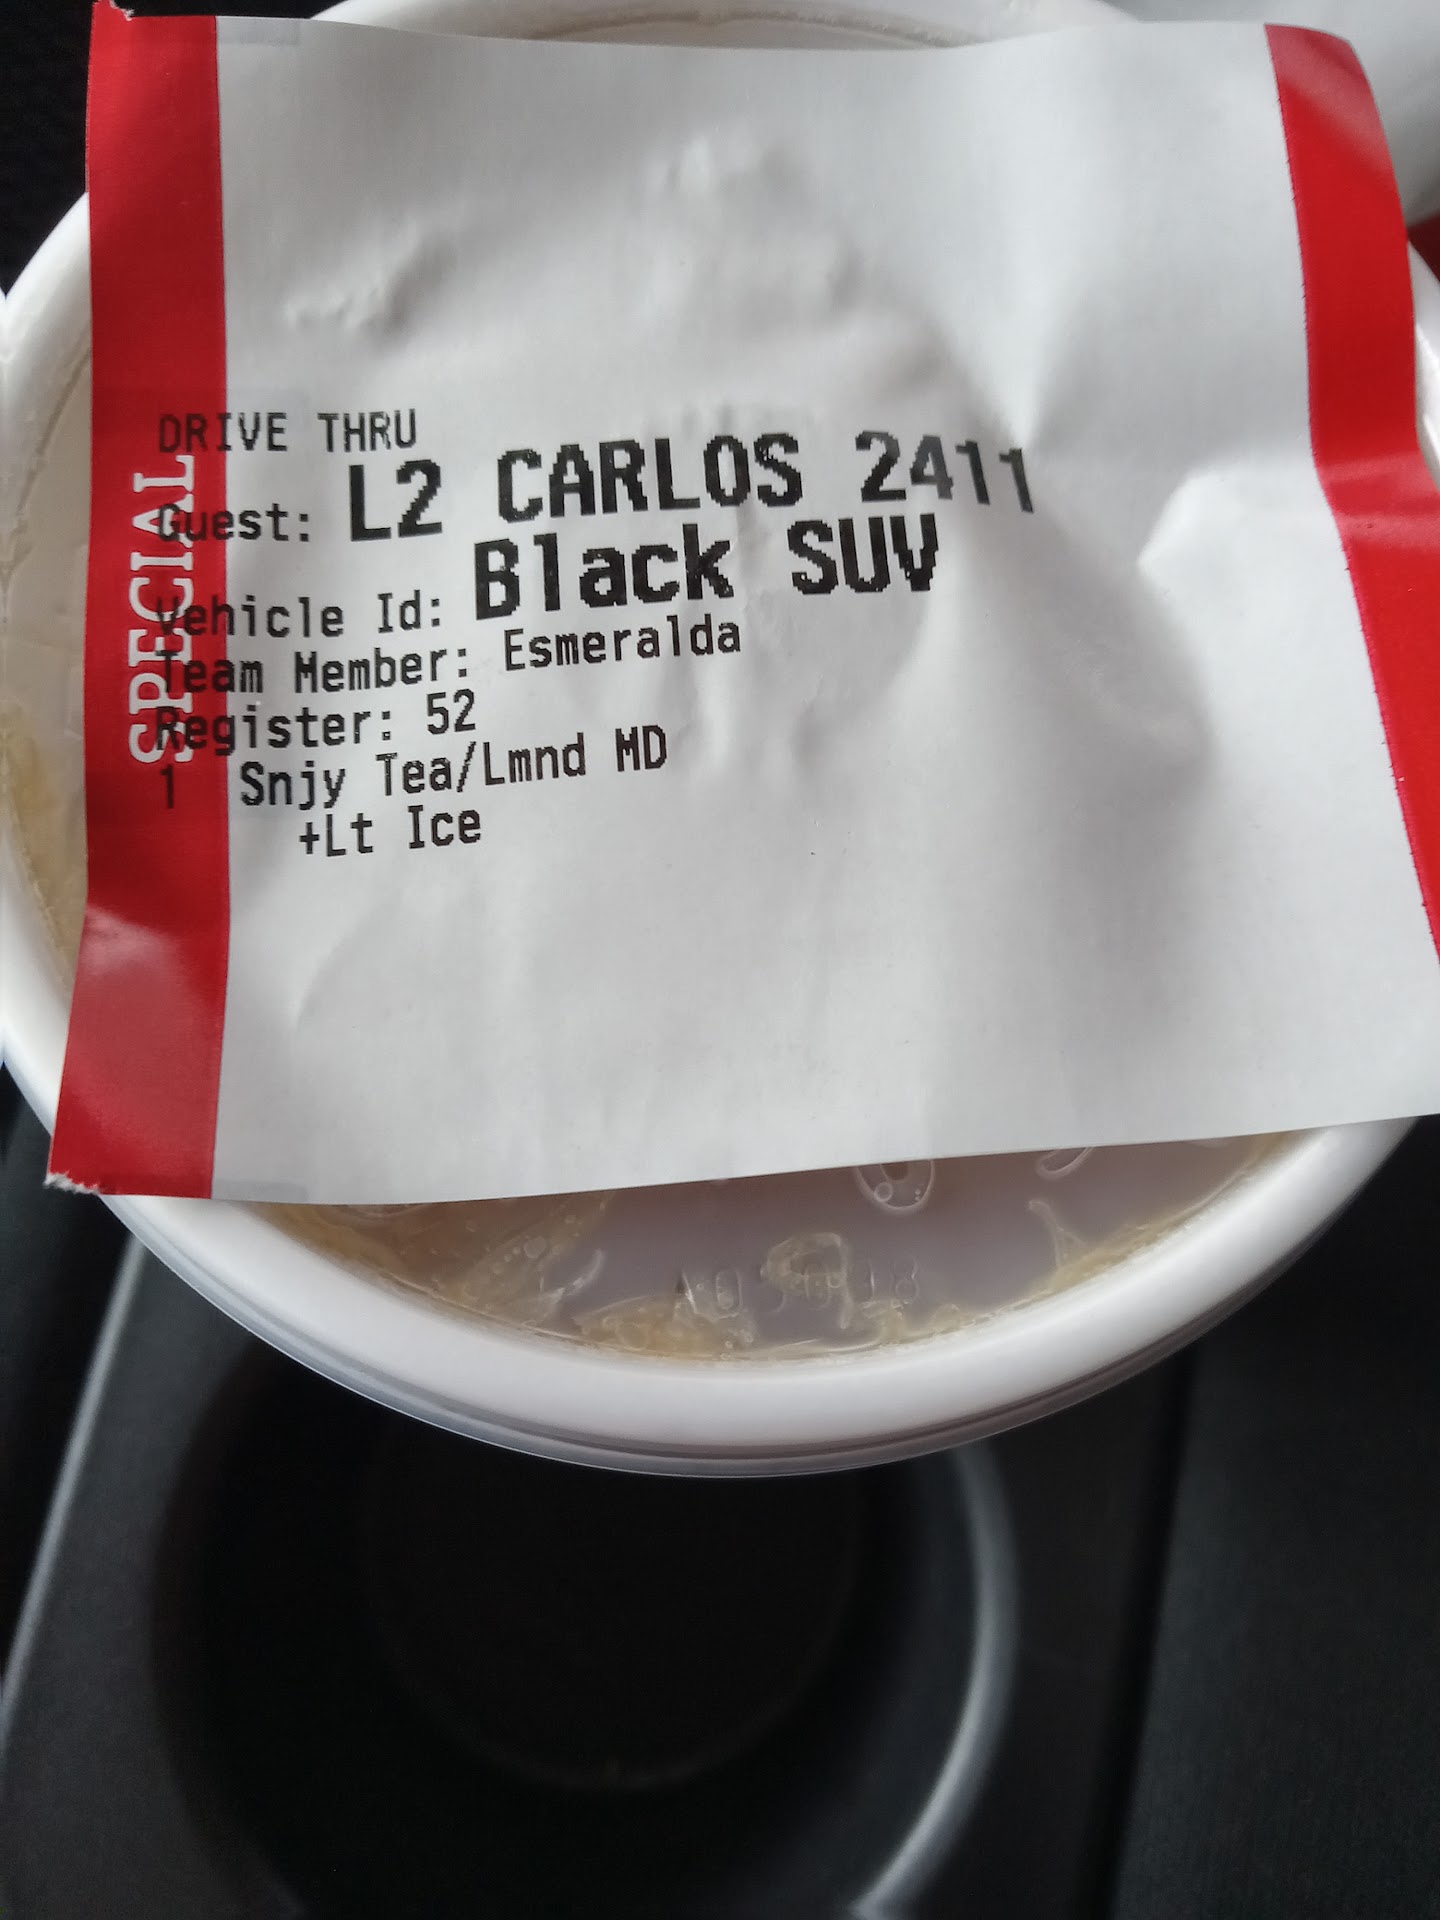 SPECIAL
DRIVE THRU
Guest: L2 CARLOS 2411
Vehicle Id: Black SUV
Team Member: Esmeralda
Register: 52
1 Snjy Tea/Lmnd MD
+Lt Ice